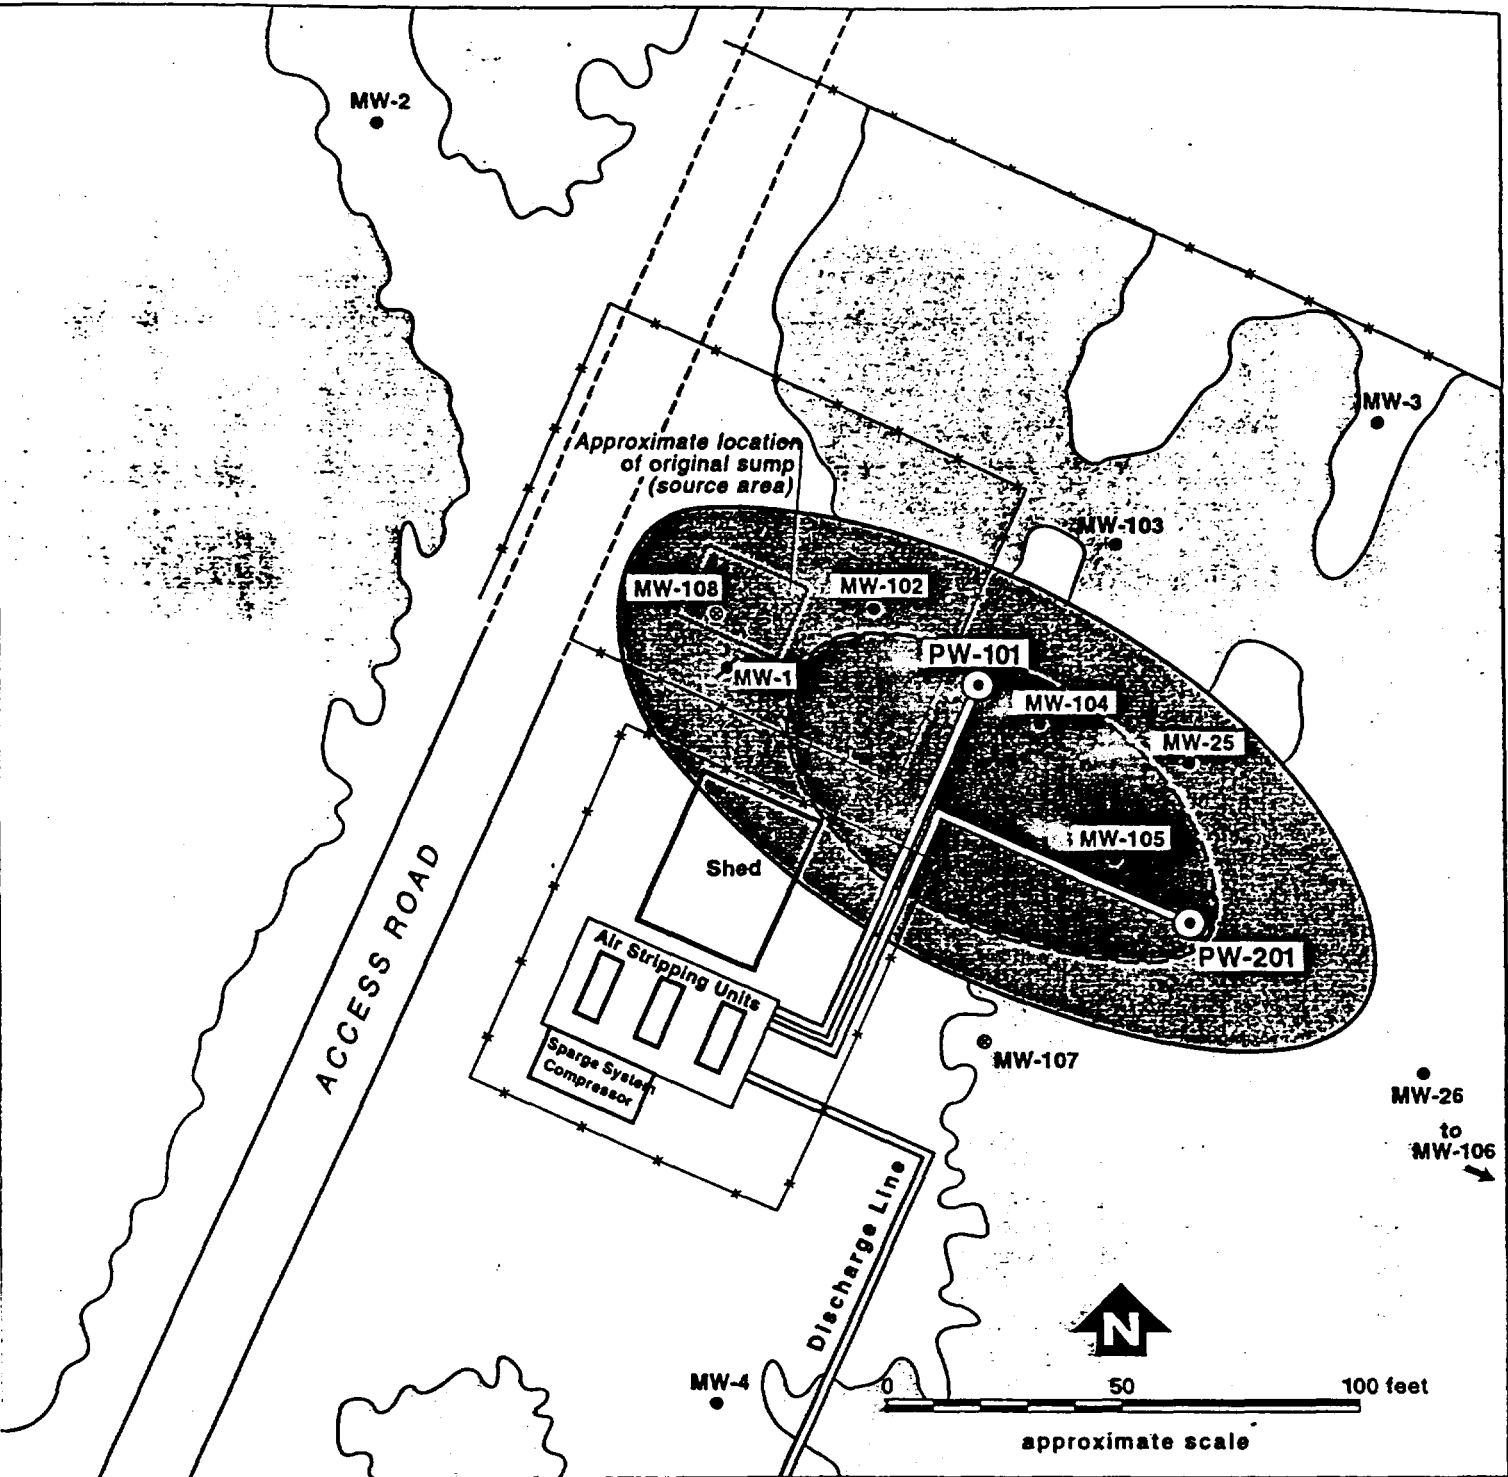 MW-2
MW-3
Approximate location
of original sump
(source area)
MW-103
MW-108
MW-102
PW-101
MW-1
MW-104
MW-25
MW-105
Shed
PW-201
Air Stripping Units
Sparge System
Compressor
ACCESS ROAD
MW-107
MW-26
to
MW-106
Discharge Line
N
MW-4
0 50 100 feet
approximate scale